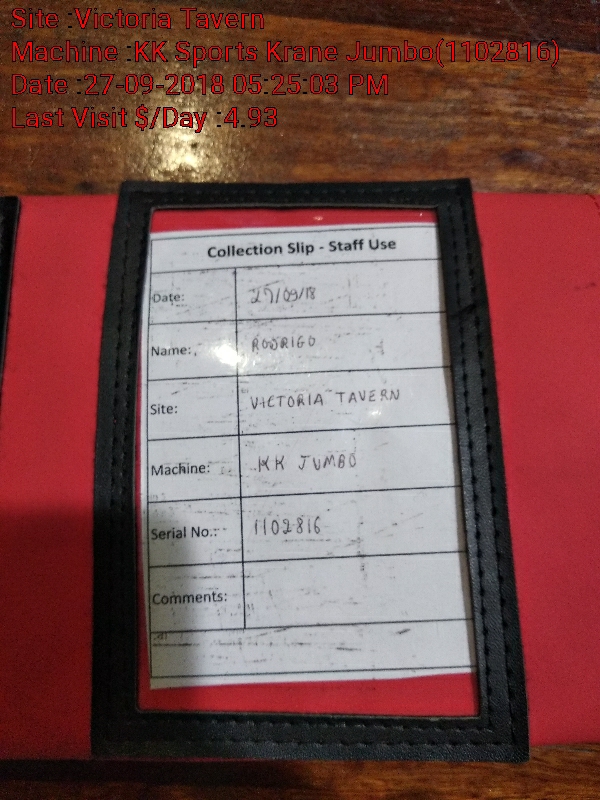 Site :Victoria Tavern
Machine :KK Sports Krane Jumbo(1102816)
Date :27-09-2018 05:25:03 PM
Last Visit $/Day :4.93
Collection Slip - Staff Use
Date: 27/09/18
Name: RODRIGO
Site: VICTORIA TAVERN
Machine: KK JUMBO
Serial No.: 1102816
Comments: